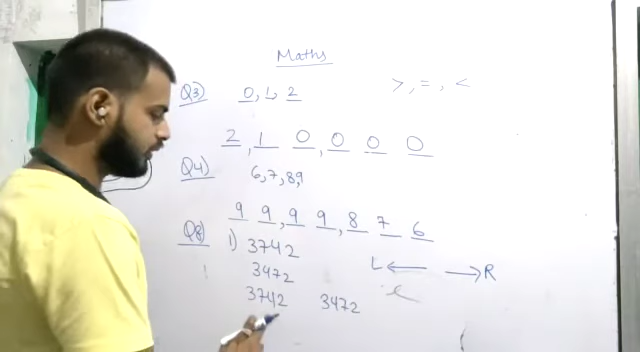 Maths
Q3) 0, 1, 2 >, =, <
2, 1 0 0, 0 0
Q4) 6, 7, 8, 9
9 9, 9 9, 8 7 6
Q8) 1) 3742
3472 L ← → R
3742 3472